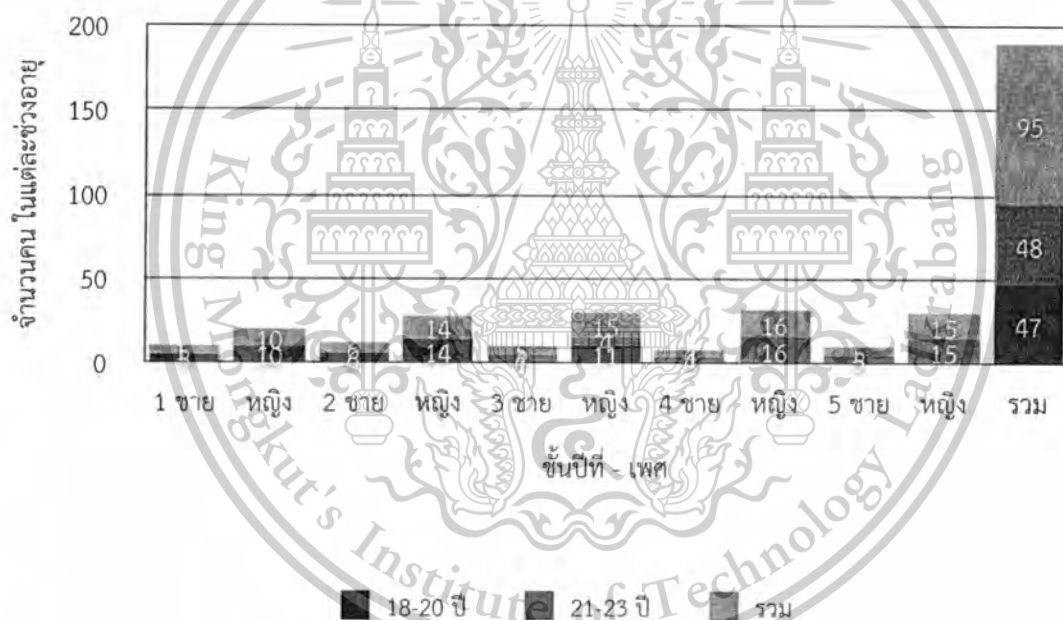 จำนวนคน ในแต่ละช่วงอายุ
200
150
100
50
0
10 10
14 14
15 4 11
16 16
15 15
95
48
47
1 ชาย หญิง 2 ชาย หญิง 3 ชาย หญิง 4 ชาย หญิง 5 ชาย หญิง รวม
ชั้นปีที่ - เพศ
18-20 ปี 21-23 ปี รวม
King Mongkut's Institute of Technology Ladkrabang